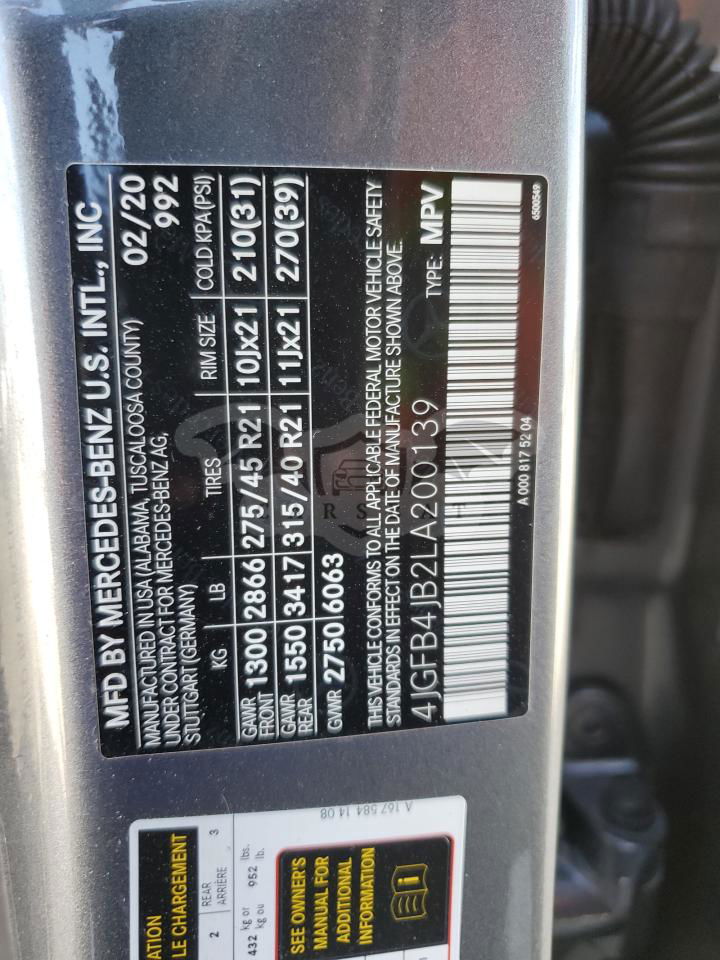 MFD BY MERCEDES-BENZ U.S. INTL., INC
MANUFACTURED IN USA (ALABAMA, TUSCALOOSA COUNTY) 02/20
UNDER CONTRACT FOR MERCEDES-BENZ AG, 992
STUTTGART (GERMANY)
KG LB TIRES RIM SIZE COLD KPA (PSI)
GAWR FRONT 1300 2866 275/45 R21 10Jx21 210(31)
GAWR REAR 1550 3417 315/40 R21 11Jx21 270(39)
GVWR 2750 6063
THIS VEHICLE CONFORMS TO ALL APPLICABLE FEDERAL MOTOR VEHICLE SAFETY
STANDARDS IN EFFECT ON THE DATE OF MANUFACTURE SHOWN ABOVE.
4JGFB4JB2LA200139 TYPE: MPV
A 000 817 52 04 6500549
ATION
LE CHARGEMENT
2 REAR ARRIÈRE 3
432 kg or kg ou 952 lbs. lb.
SEE OWNER'S
MANUAL FOR
ADDITIONAL
INFORMATION
A 167 584 14 08